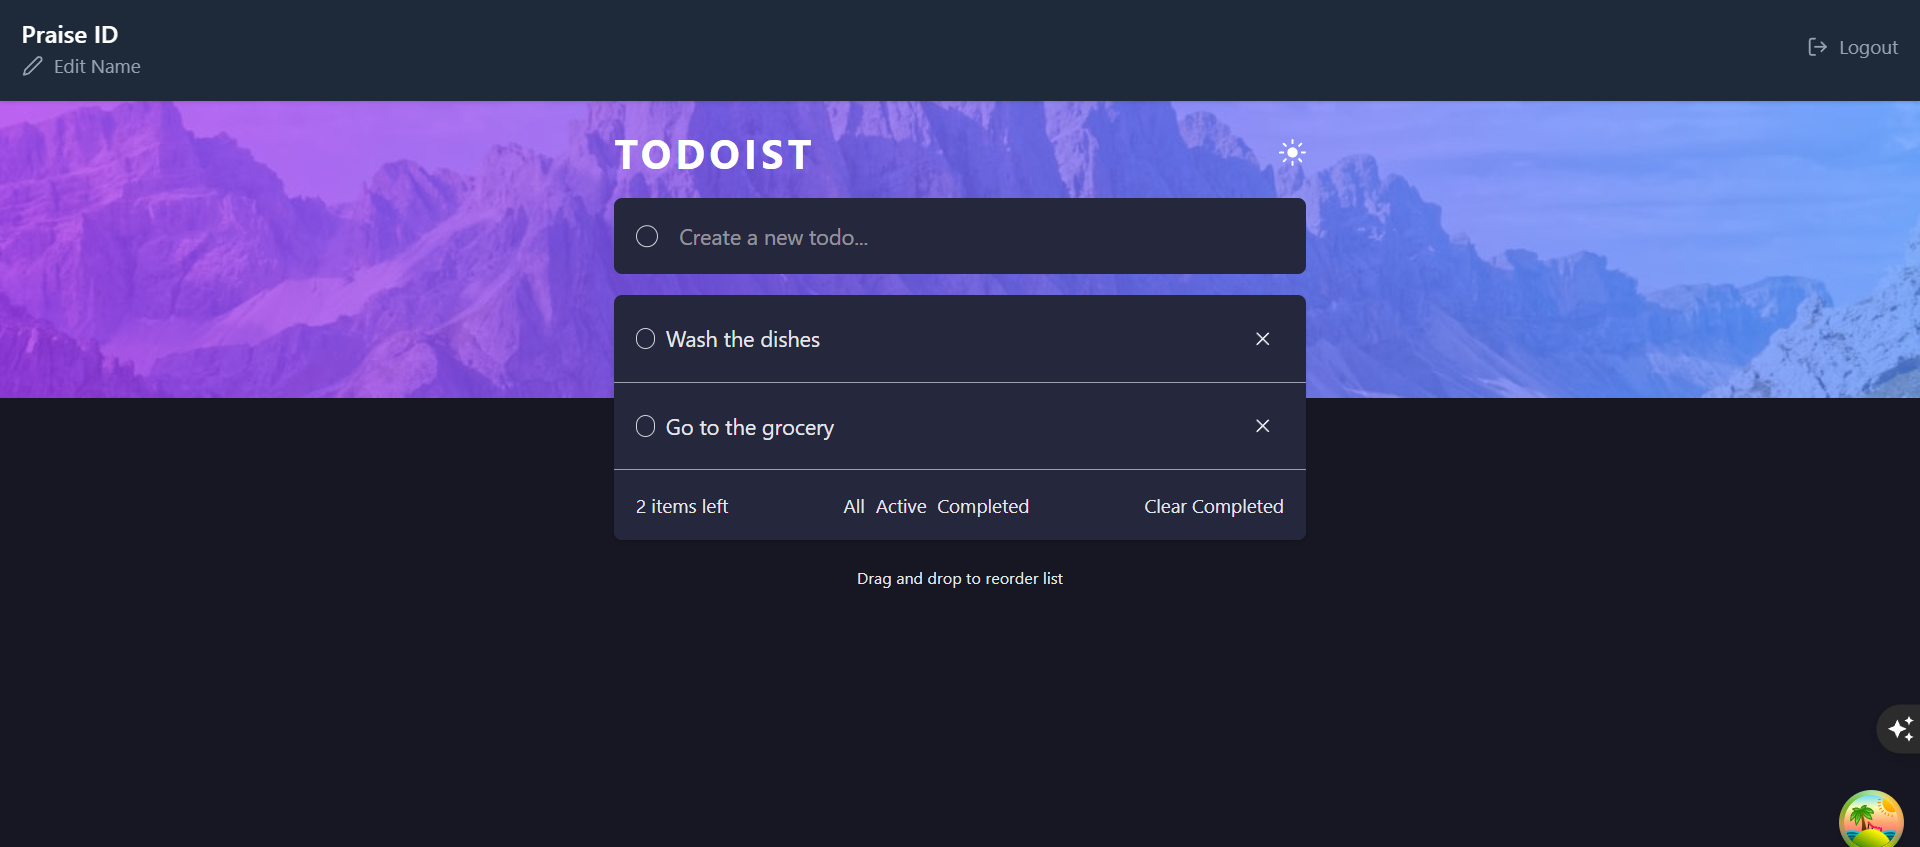 Praise ID
Edit Name
Logout
TODOIST
Create a new todo...
Wash the dishes
Go to the grocery
2 items left All Active Completed Clear Completed
Drag and drop to reorder list